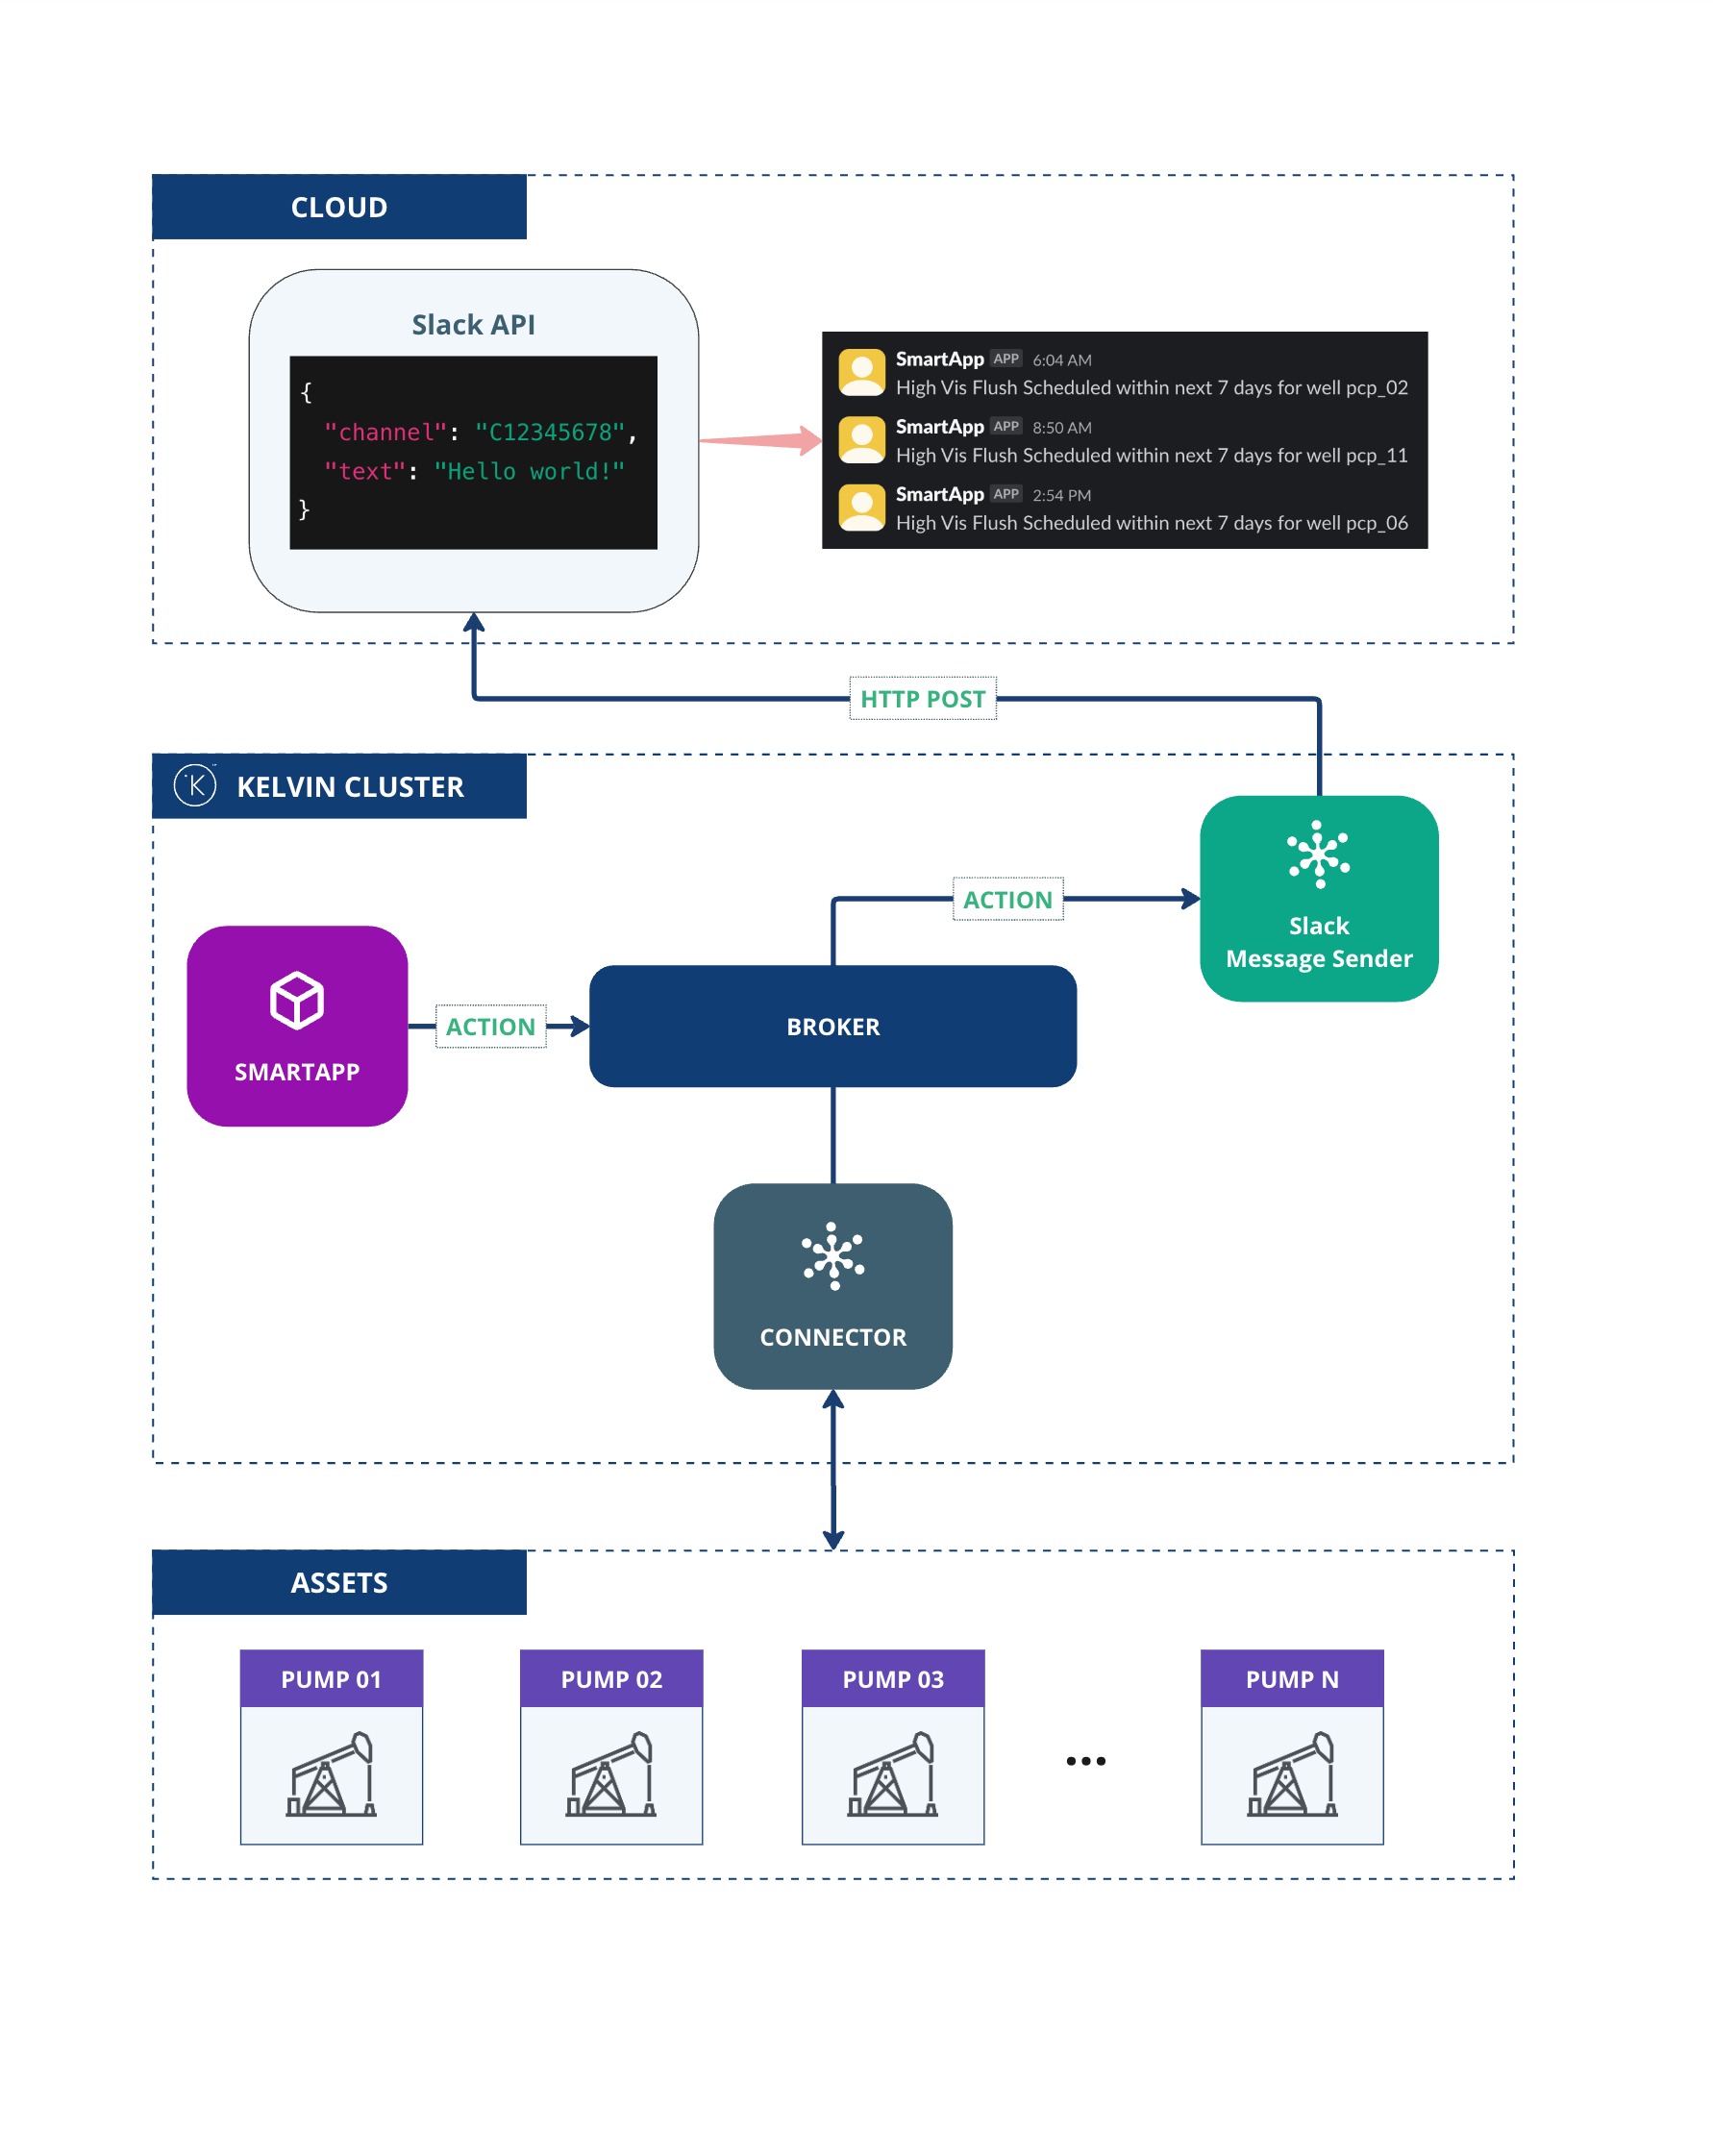 CLOUD
Slack API
{
"channel": "C12345678",
"text": "Hello world!"
}
SmartApp APP 6:04 AM
High Vis Flush Scheduled within next 7 days for well pcp_02
SmartApp APP 8:50 AM
High Vis Flush Scheduled within next 7 days for well pcp_11
SmartApp APP 2:54 PM
High Vis Flush Scheduled within next 7 days for well pcp_06
HTTP POST
K KELVIN CLUSTER
Slack
Message Sender
ACTION
SMARTAPP
ACTION
BROKER
CONNECTOR
ASSETS
PUMP 01
PUMP 02
PUMP 03
...
PUMP N